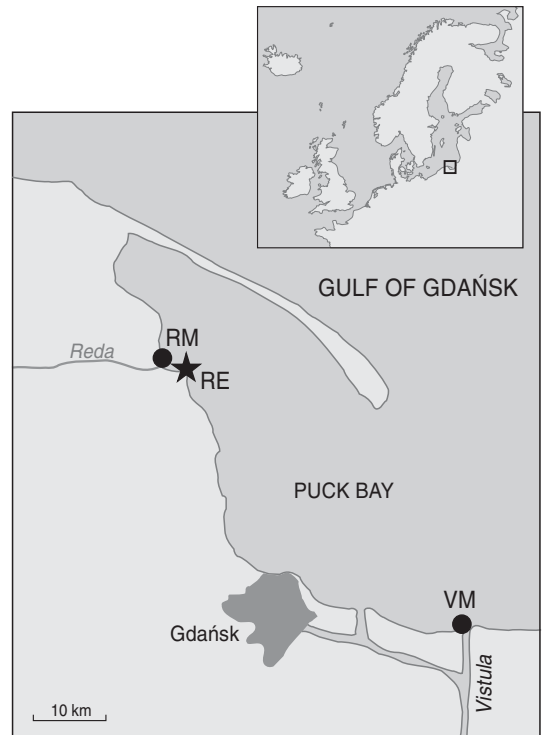 GULF OF GDAŃSK
RM
Reda
RE
PUCK BAY
VM
Gdańsk
Vistula
10 km